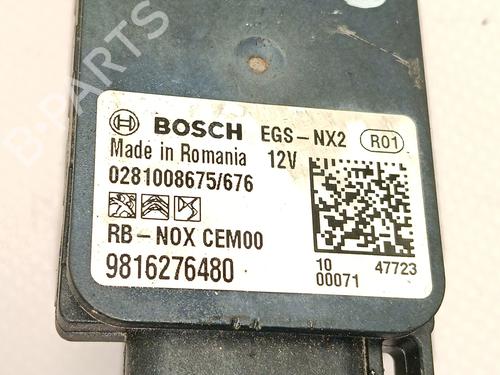 B-PARTS
BOSCH EGS-NX2 R01
Made in Romania 12V
0281008675/676
RB-NOX CEM00
9816276480
10 47723
00071